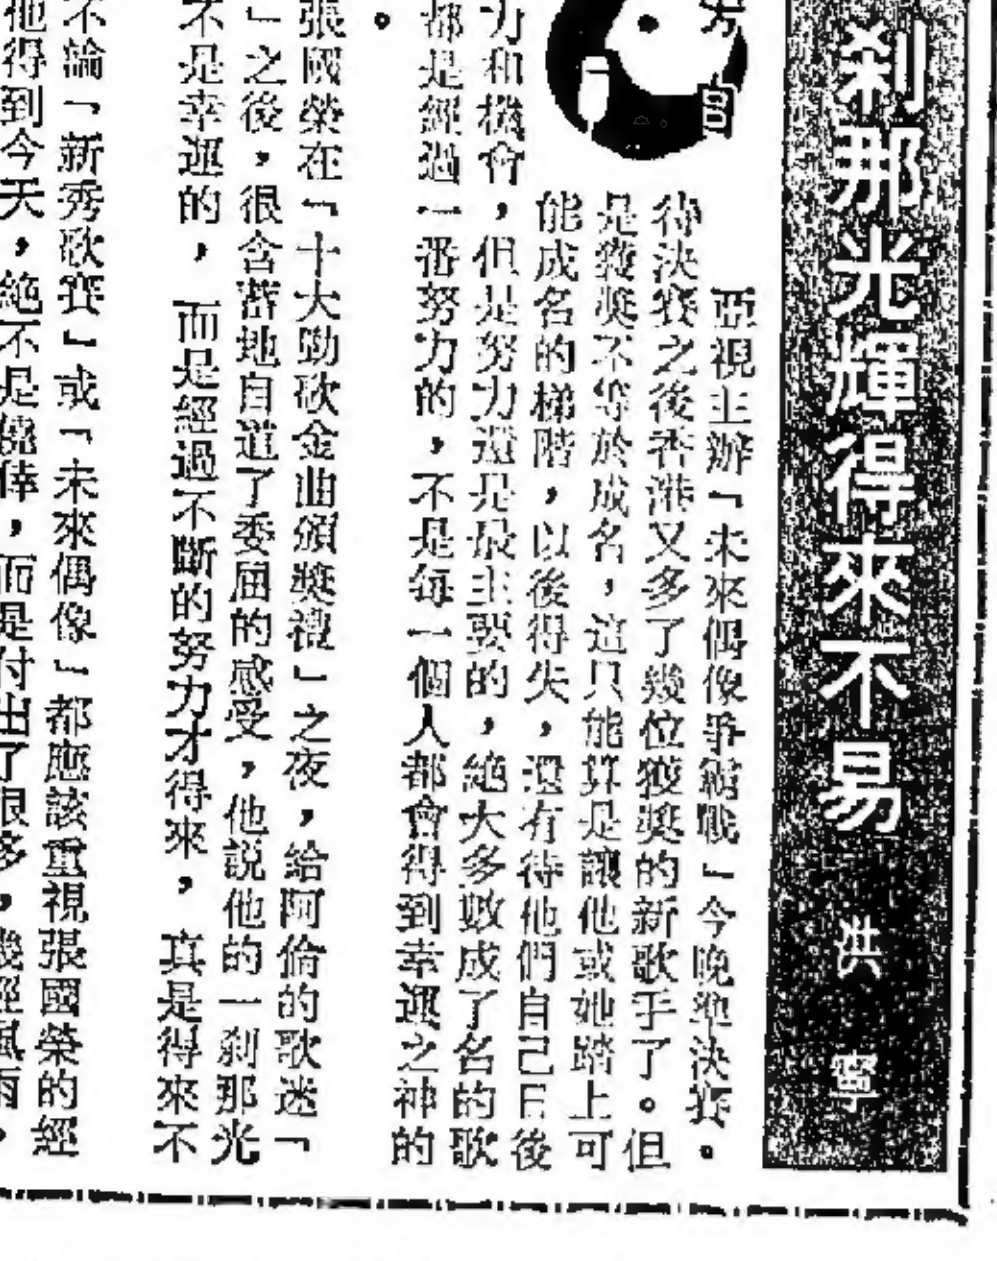 刹那光輝得來不易 洪寧
亞視主辦「未來偶像爭霸戰」今晚準決賽。
待決賽之後香港又多了幾位獲獎的新歌手了。但
是獲獎不等於成名，這只能算是讓他或她踏上可
能成名的梯階，以後得失，還有待他們自己日後
力和機會，但是努力還是最主要的，絶大多數成了名的歌
都是經過一番努力的，不是每一個人都會得到幸運之神的
。
張國榮在「十大勁歌金曲頒獎禮」之夜，給阿倫的歌迷「
」之後，很含蓄地自道了委屈的感受，他説他的一刹那光
不是幸運的，而是經過不斷的努力才得來，真是得來不
不論「新秀歌賽」或「未來偶像」都應該重視張國榮的經
他得到今天，絶不是僥倖，而是付出了很多，幾經風雨，